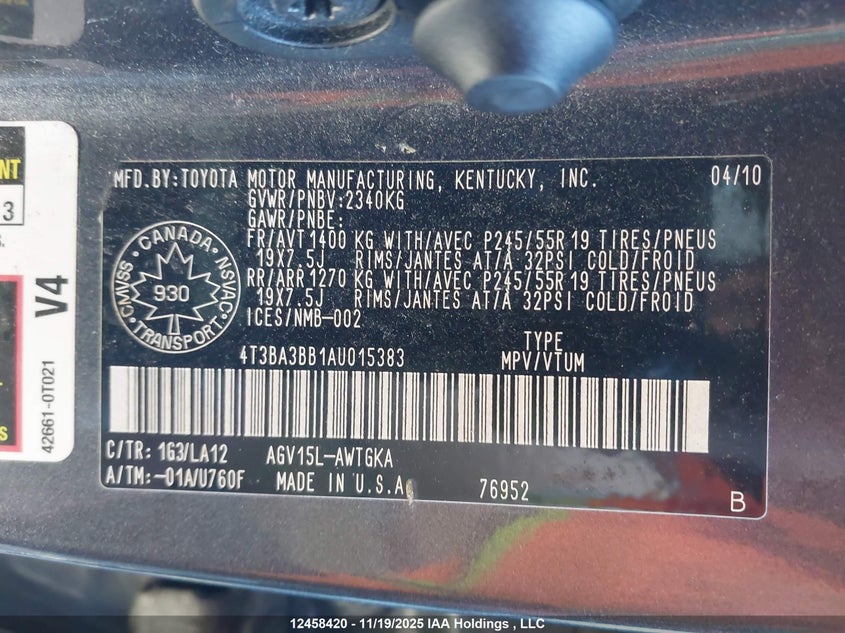 NT
3
S.
V4
42661-0T021
S
MFD.BY:TOYOTA MOTOR MANUFACTURING, KENTUCKY, INC. 04/10
GVWR/PNBV:2340KG
GAWR/PNBE:
FR/AVT1400 KG WITH/AVEC P245/55R19 TIRES/PNEUS
19X7.5J RIMS/JANTES AT/A 32PSI COLD/FROID
RR/ARR1270 KG WITH/AVEC P245/55R19 TIRES/PNEUS
19X7.5J RIMS/JANTES AT/A 32PSI COLD/FROID
ICES/NMB-002
CANADA
CMVSS · NSVAC
930
TRANSPORT
4T3BA3BB1AU015383
TYPE
MPV/VTUM
C/TR: 1G3/LA12 AGV15L-AWTGKA
A/TM:-01A/U760F MADE IN U.S.A. 76952
B
12458420 - 11/19/2025 IAA Holdings , LLC